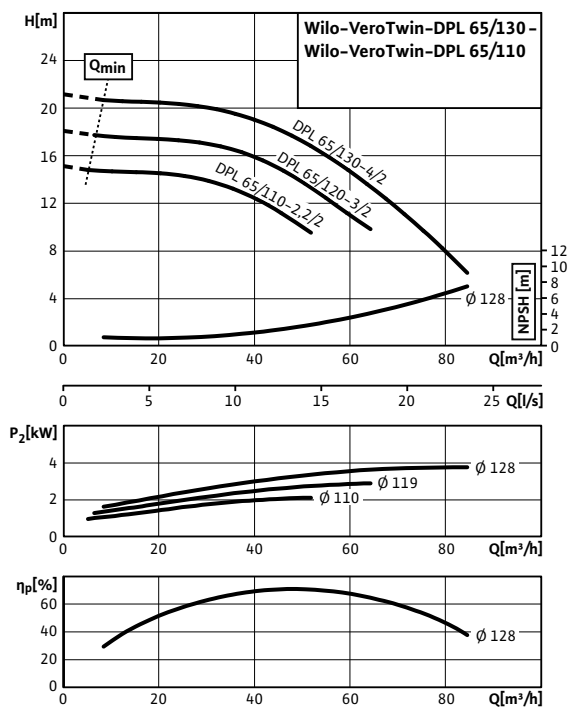 H[m]
Wilo-VeroTwin-DPL 65/130 -
Wilo-VeroTwin-DPL 65/110
24
Qmin
20
DPL 65/130-4/2
16
DPL 65/120-3/2
DPL 65/110-2,2/2
12
8
12
10
8
6
4
2
0
NPSH [m]
4
Ø 128
0
0 20 40 60 80 Q[m³/h]
0 5 10 15 20 25 Q[l/s]
P2[kW]
4
Ø 128
Ø 119
2
Ø 110
0
0 20 40 60 80 Q[m³/h]
ηp[%]
60
40
Ø 128
20
0
0 20 40 60 80 Q[m³/h]